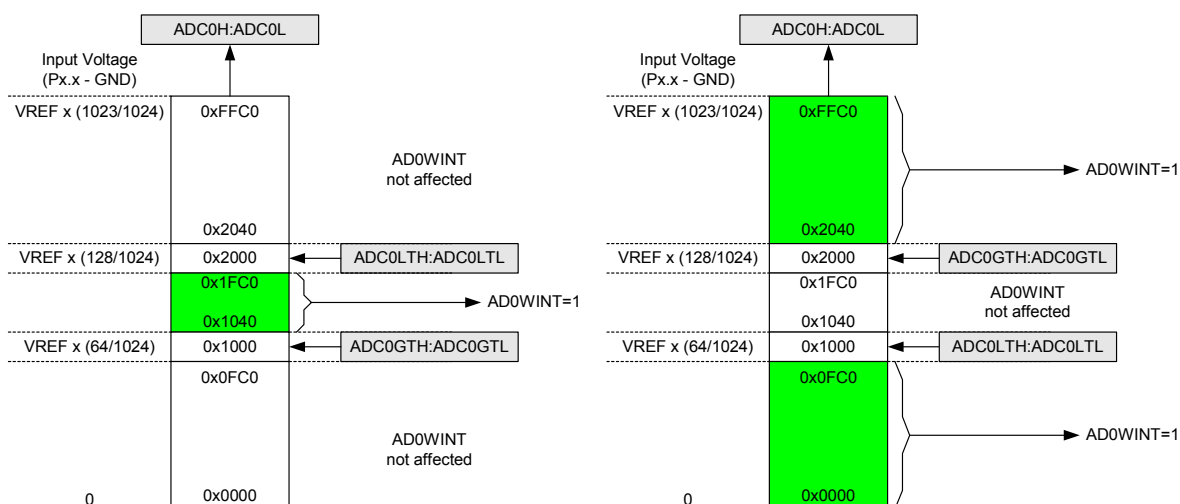 ADC0H:ADC0L
Input Voltage
(Px.x - GND)
VREF x (1023/1024)
0xFFC0
AD0WINT
not affected
0x2040
VREF x (128/1024)
0x2000
ADC0LTH:ADC0LTL
0x1FC0
AD0WINT=1
0x1040
VREF x (64/1024)
0x1000
ADC0GTH:ADC0GTL
0x0FC0
AD0WINT
not affected
0
0x0000
ADC0H:ADC0L
Input Voltage
(Px.x - GND)
VREF x (1023/1024)
0xFFC0
AD0WINT=1
0x2040
VREF x (128/1024)
0x2000
ADC0GTH:ADC0GTL
0x1FC0
AD0WINT
not affected
0x1040
VREF x (64/1024)
0x1000
ADC0LTH:ADC0LTL
0x0FC0
AD0WINT=1
0
0x0000